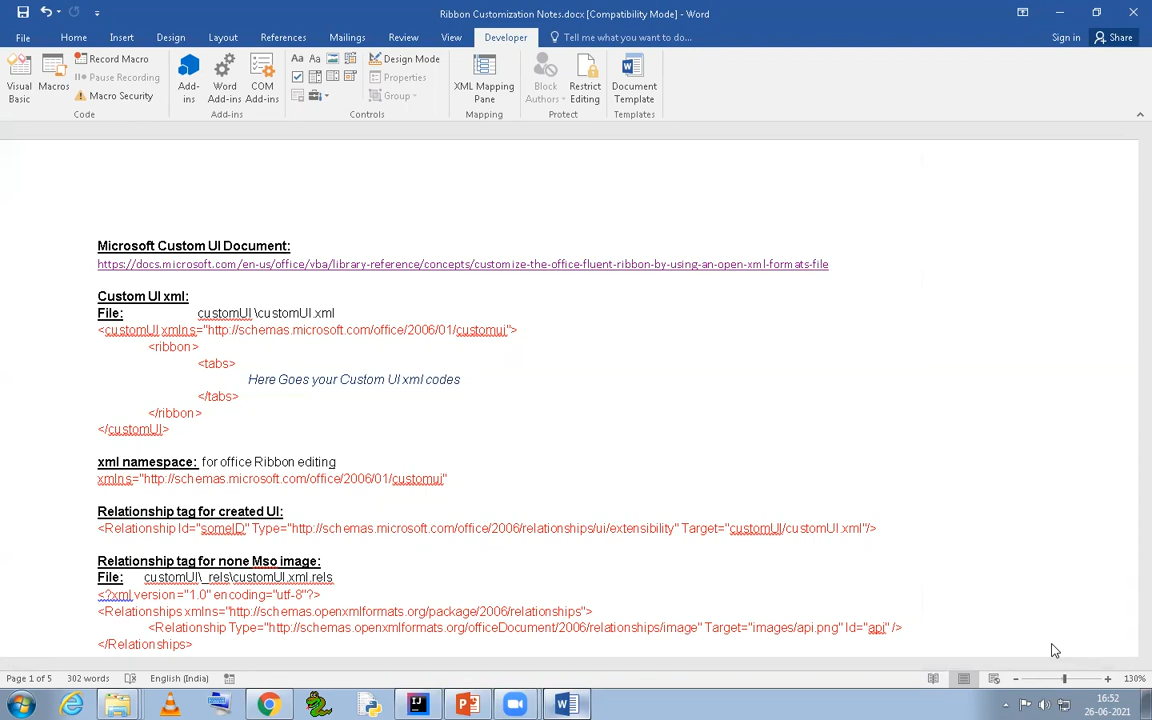 Ribbon Customization Notes.docx [Compatibility Mode] - Word
File Home Insert Design Layout References Mailings Review View Developer Tell me what you want to do... Sign in Share
Visual Basic
Macros
Record Macro
Pause Recording
Macro Security
Code
Add-ins
Word Add-ins
COM Add-ins
Add-ins
Aa Aa
Design Mode
Properties
Group
Controls
XML Mapping Pane
Mapping
Block Authors
Restrict Editing
Protect
Document Template
Templates
Microsoft Custom UI Document:
https://docs.microsoft.com/en-us/office/vba/library-reference/concepts/customize-the-office-fluent-ribbon-by-using-an-open-xml-formats-file
Custom UI xml:
File: customUI \customUI.xml
<customUI xmlns="http://schemas.microsoft.com/office/2006/01/customui">
<ribbon>
<tabs>
Here Goes your Custom UI xml codes
</tabs>
</ribbon>
</customUI>
xml namespace: for office Ribbon editing
xmlns="http://schemas.microsoft.com/office/2006/01/customui"
Relationship tag for created UI:
<Relationship Id="someID" Type="http://schemas.microsoft.com/office/2006/relationships/ui/extensibility" Target="customUI/customUI.xml"/>
Relationship tag for none Mso image:
File: customUI\_rels\customUI.xml.rels
<?xml version ="1.0" encoding="utf-8"?>
<Relationships xmlns="http://schemas.openxmlformats.org/package/2006/relationships">
<Relationship Type="http://schemas.openxmlformats.org/officeDocument/2006/relationships/image" Target="images/api.png" Id="api" />
</Relationships>
Page 1 of 5 302 words English (India) 130%
16:52
26-06-2021